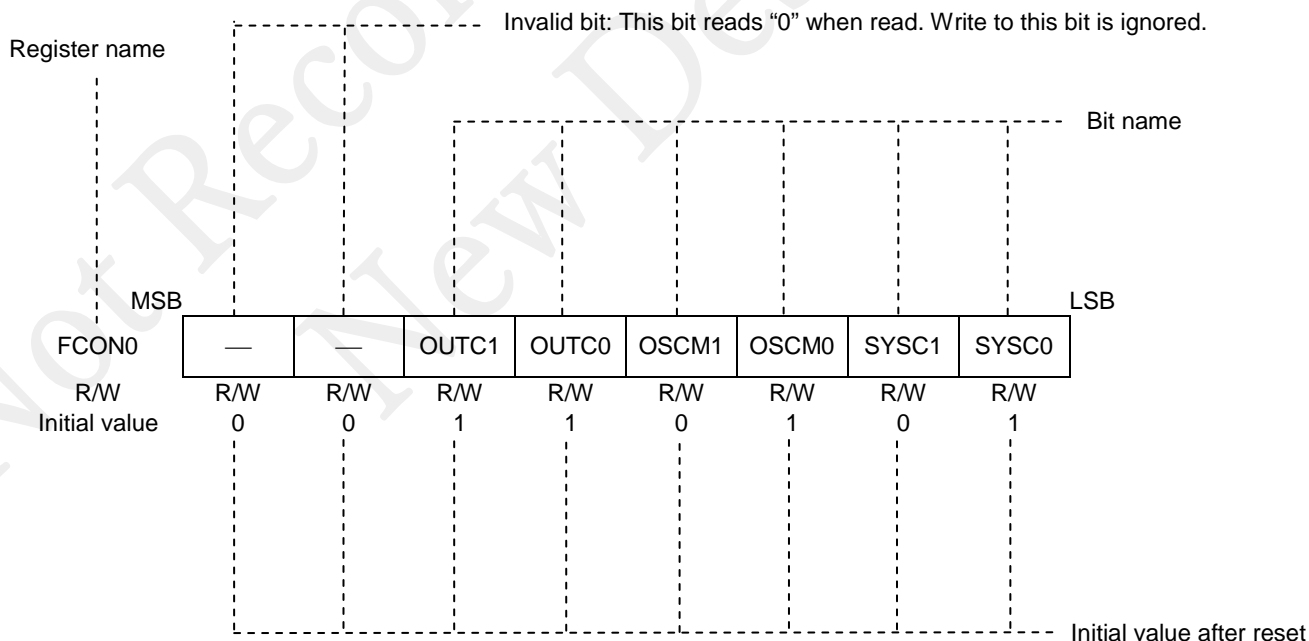 Invalid bit: This bit reads “0” when read. Write to this bit is ignored.
Register name
Bit name
MSB LSB
FCON0 — — OUTC1 OUTC0 OSCM1 OSCM0 SYSC1 SYSC0
R/W R/W R/W R/W R/W R/W R/W R/W R/W
Initial value 0 0 1 1 0 1 0 1
Initial value after reset
Not
New